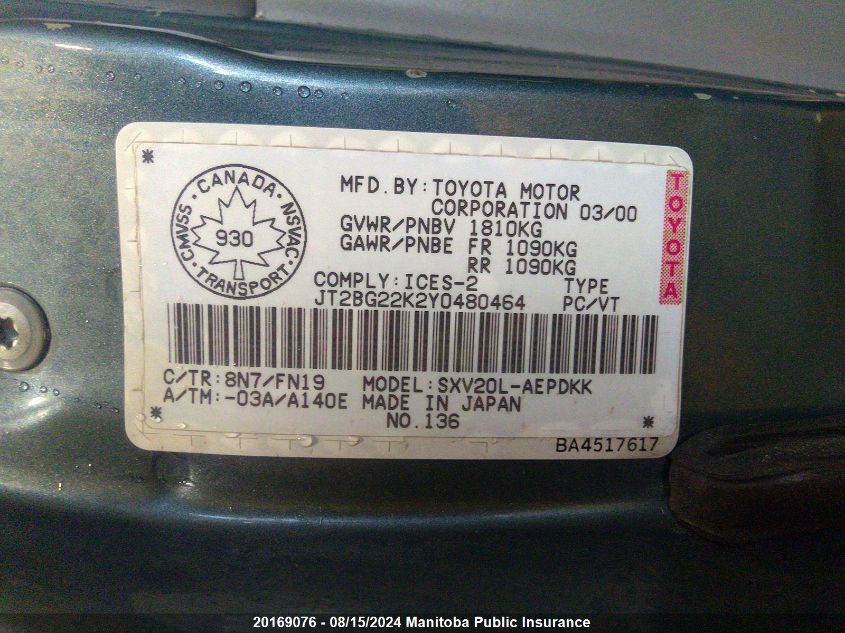 *
CMVSS · CANADA · NSVAC · TRANSPORT ·
930
MFD.BY:TOYOTA MOTOR
CORPORATION 03/00
GVWR/PNBV 1810KG
GAWR/PNBE FR 1090KG
RR 1090KG
COMPLY:ICES-2 TYPE
JT2BG22K2Y0480464 PC/VT
TOYOTA
C/TR:8N7/FN19 MODEL:SXV20L-AEPDKK
A/TM:-03A/A140E MADE IN JAPAN
* NO.136 *
BA4517617
20169076 - 08/15/2024 Manitoba Public Insurance